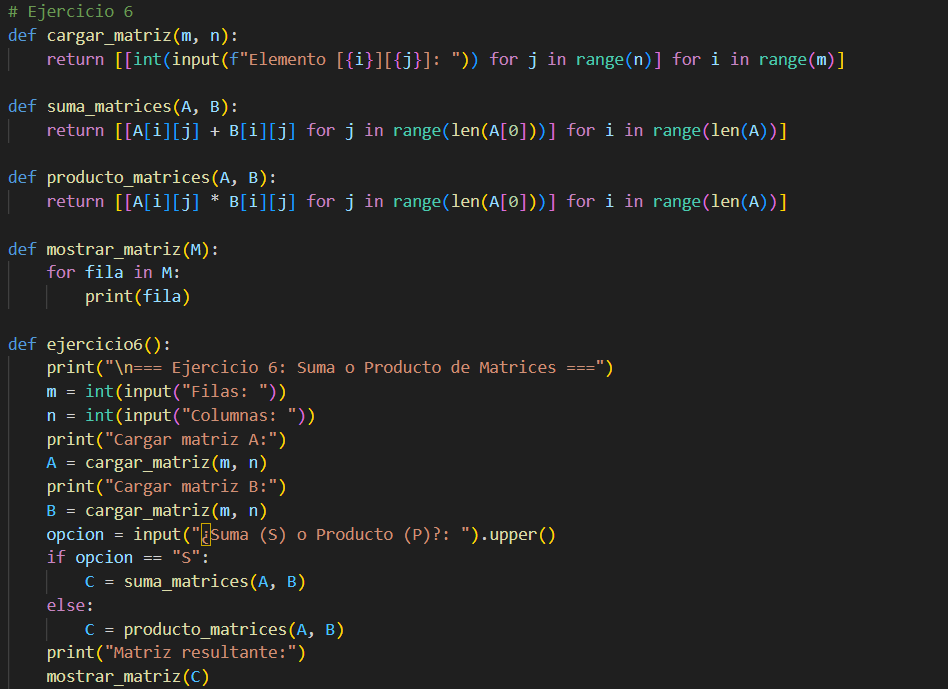 # Ejercicio 6
def cargar_matriz(m, n):
    return [[int(input(f"Elemento [{i}][{j}]: ")) for j in range(n)] for i in range(m)]

def suma_matrices(A, B):
    return [[A[i][j] + B[i][j] for j in range(len(A[0]))] for i in range(len(A))]

def producto_matrices(A, B):
    return [[A[i][j] * B[i][j] for j in range(len(A[0]))] for i in range(len(A))]

def mostrar_matriz(M):
    for fila in M:
        print(fila)

def ejercicio6():
    print("\n=== Ejercicio 6: Suma o Producto de Matrices ===")
    m = int(input("Filas: "))
    n = int(input("Columnas: "))
    print("Cargar matriz A:")
    A = cargar_matriz(m, n)
    print("Cargar matriz B:")
    B = cargar_matriz(m, n)
    opcion = input("¿Suma (S) o Producto (P)?: ").upper()
    if opcion == "S":
        C = suma_matrices(A, B)
    else:
        C = producto_matrices(A, B)
    print("Matriz resultante:")
    mostrar_matriz(C)